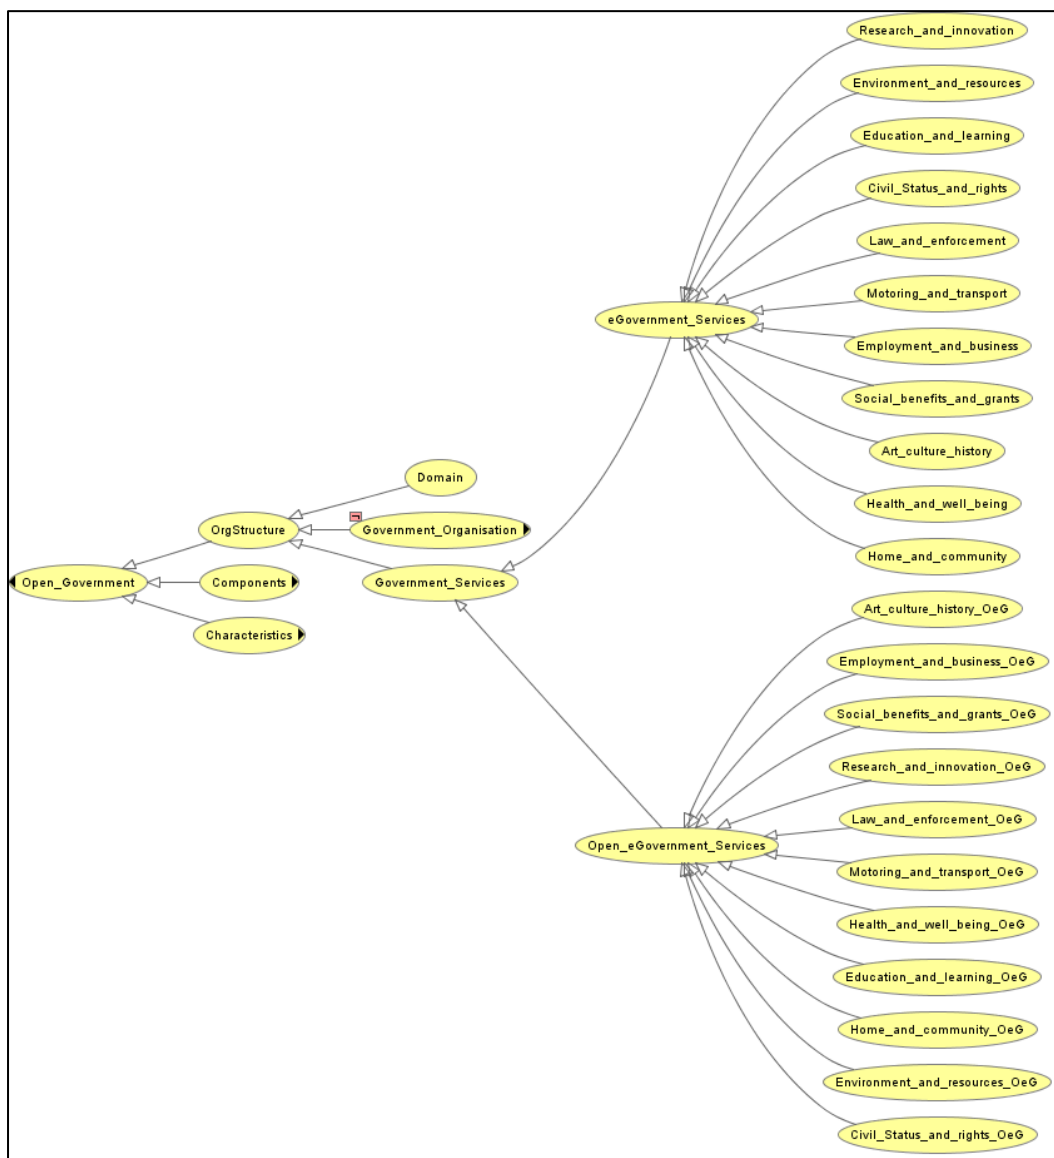 Research_and_innovation
Environment_and_resources
Education_and_learning
Civil_Status_and_rights
Law_and_enforcement
Motoring_and_transport
eGovernment_Services
Employment_and_business
Social_benefits_and_grants
Art_culture_history
Domain
Health_and_well_being
OrgStructure
Government_Organisation
Home_and_community
Open_Government
Components
Government_Services
Art_culture_history_OeG
Characteristics
Employment_and_business_OeG
Social_benefits_and_grants_OeG
Research_and_innovation_OeG
Law_and_enforcement_OeG
Open_eGovernment_Services
Motoring_and_transport_OeG
Health_and_well_being_OeG
Education_and_learning_OeG
Home_and_community_OeG
Environment_and_resources_OeG
Civil_Status_and_rights_OeG